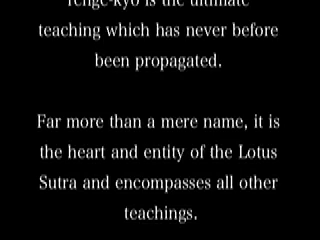 renge-kyo is the ultimate
teaching which has never before
been propagated.
Far more than a mere name, it is
the heart and entity of the Lotus
Sutra and encompasses all other
teachings.